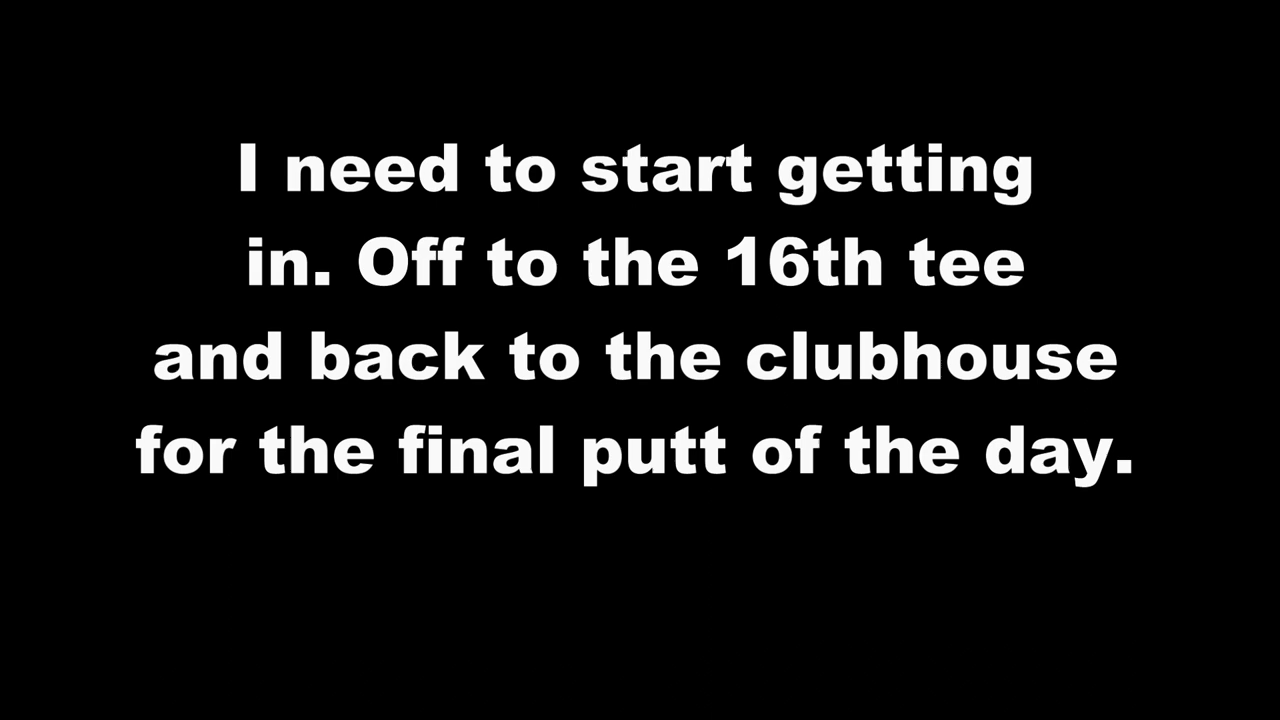 I need to start getting
in. Off to the 16th tee
and back to the clubhouse
for the final putt of the day.